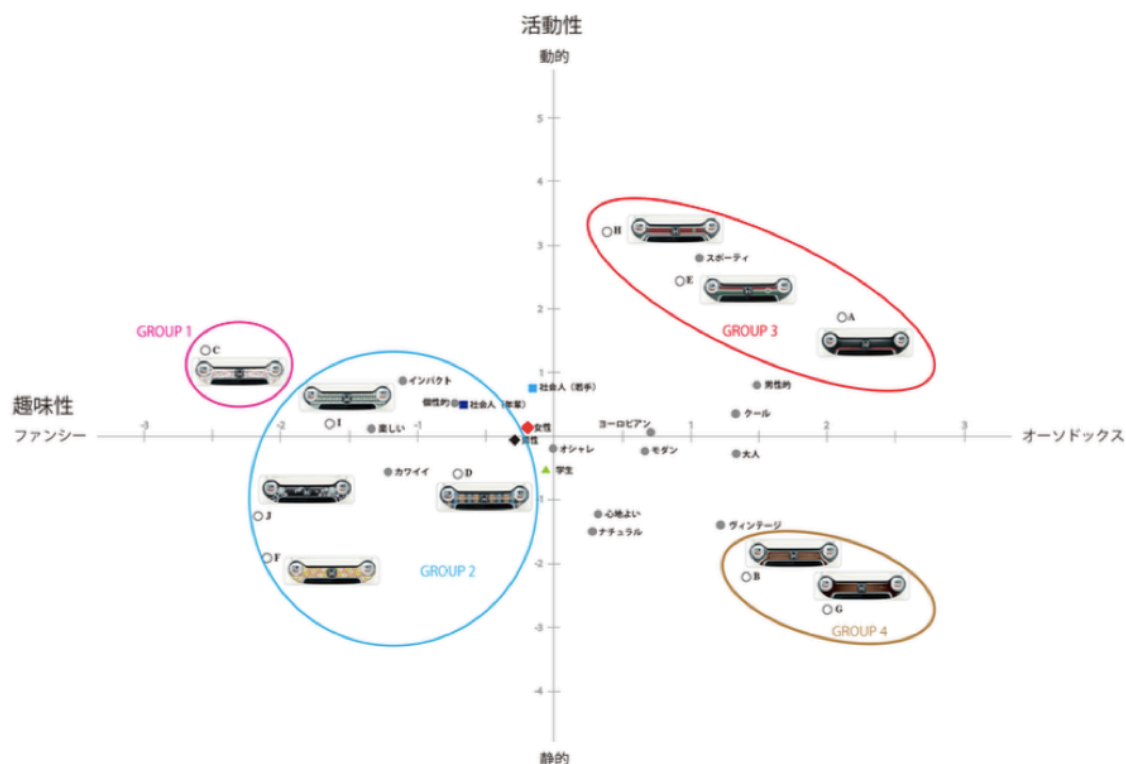 活動性
動的
5
4
3
H
スポーティ
E
2
A
GROUP 1
GROUP 3
C
1
インパクト
社会人（若手）
男性的
個性的
社会人（年輩）
趣味性
クール
I
楽しい
女性
ヨーロピアン
ファンシー
-3
-2
-1
1
2
3
オーソドックス
男性
オシャレ
モダン
大人
カワイイ
D
学生
J
心地よい
ナチュラル
ヴィンテージ
F
-2
GROUP 2
B
G
-3
GROUP 4
-4
静的